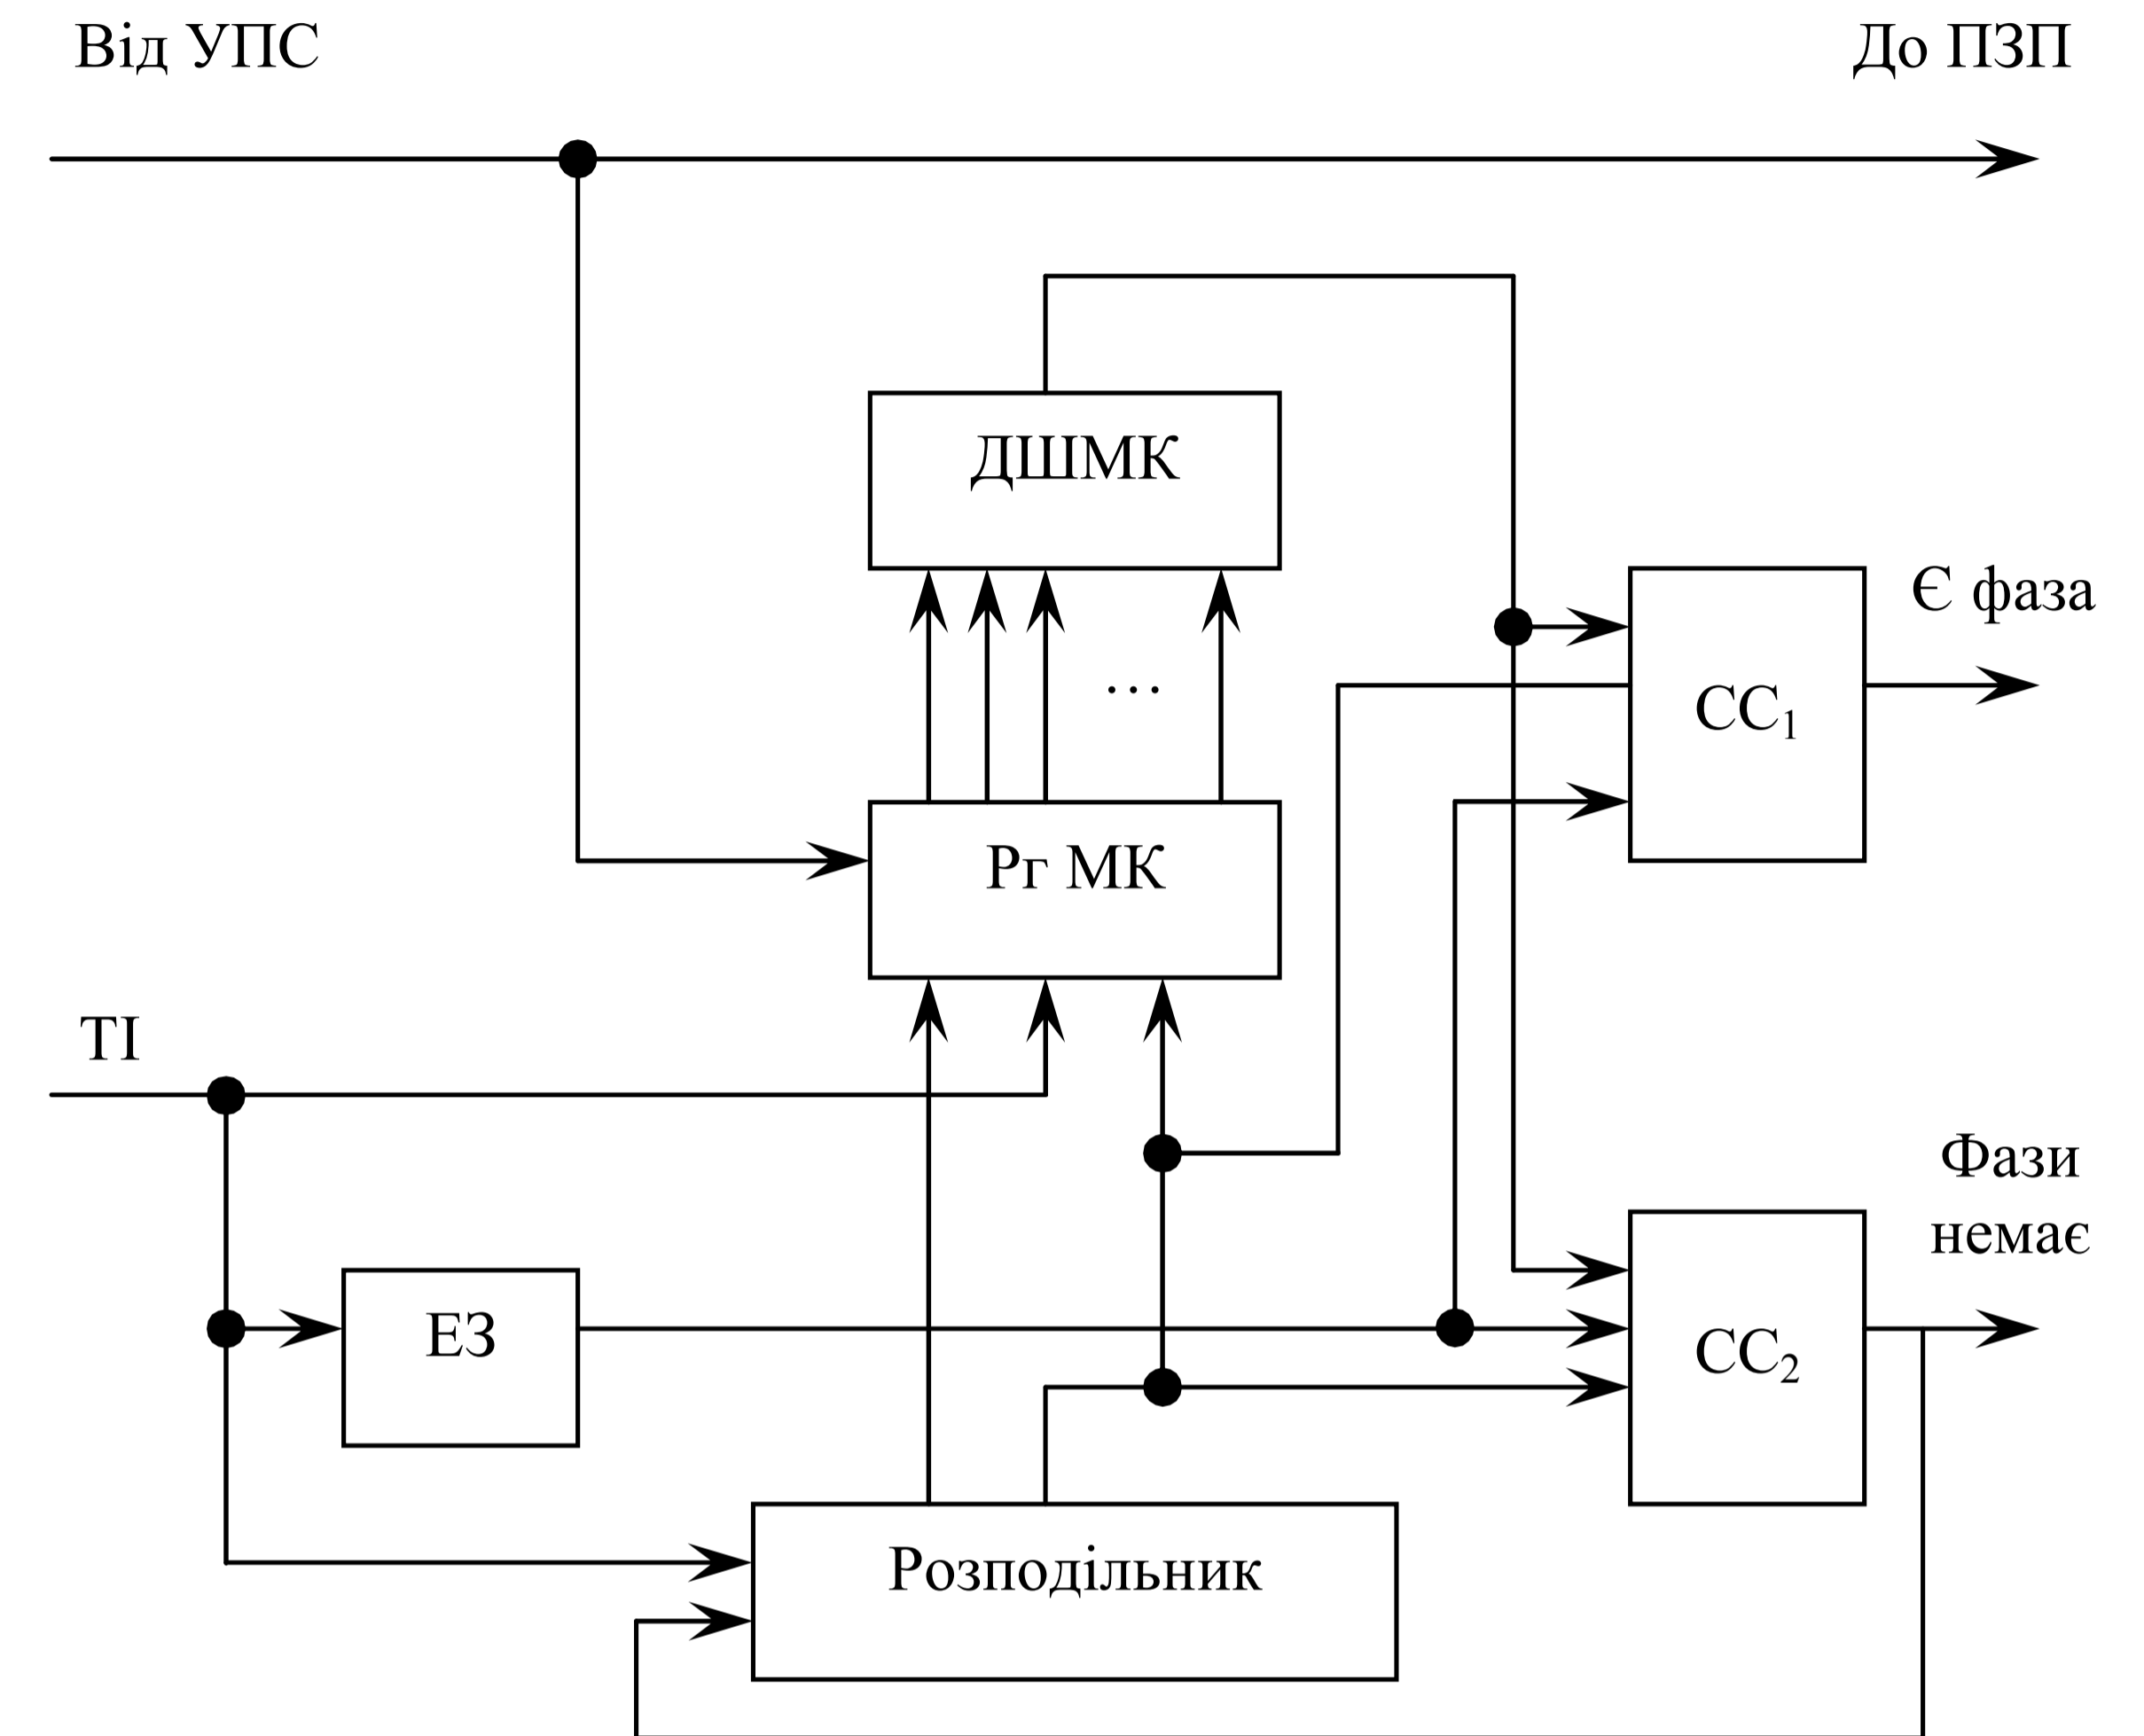 Від УПС
До ПЗП
ДШМК
Є фаза
...
СС1
Рг МК
ТІ
Фази
немає
ЕЗ
СС2
Розподільник